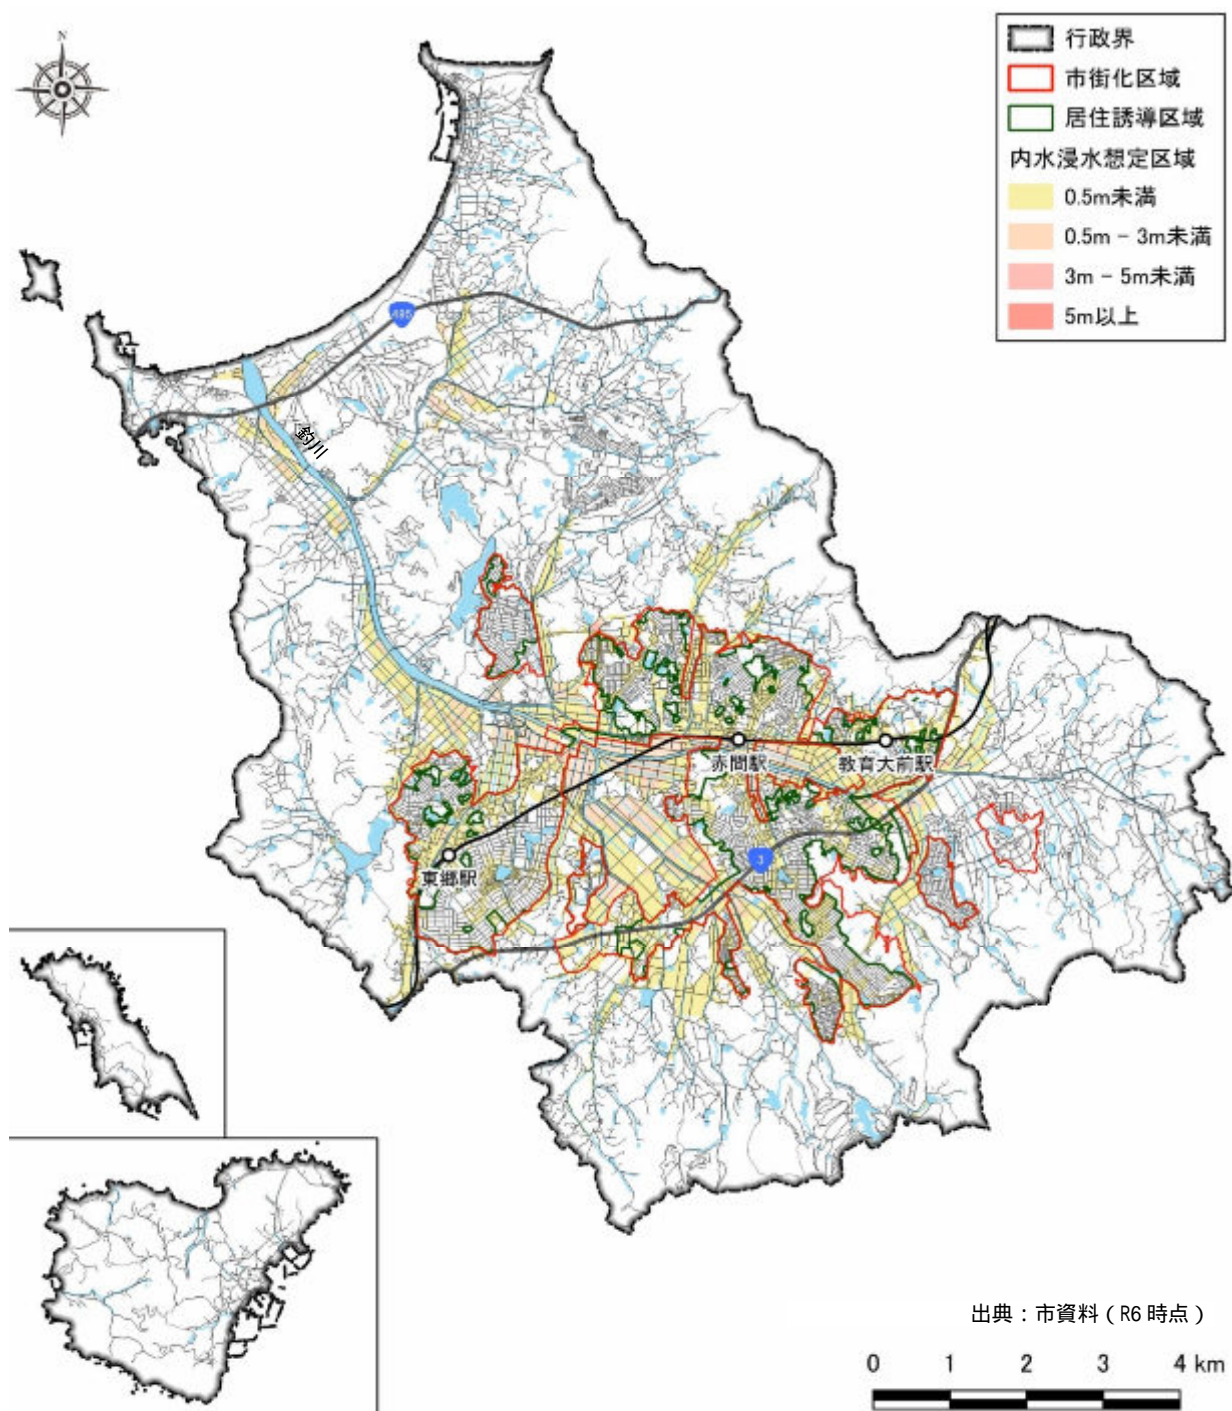 N
行政界
市街化区域
居住誘導区域
内水浸水想定区域
0.5m未満
0.5m - 3m未満
3m - 5m未満
5m以上
495
釣川
赤間駅
教育大前駅
3
東郷駅
出典：市資料（R6 時点）
0 1 2 3 4 km